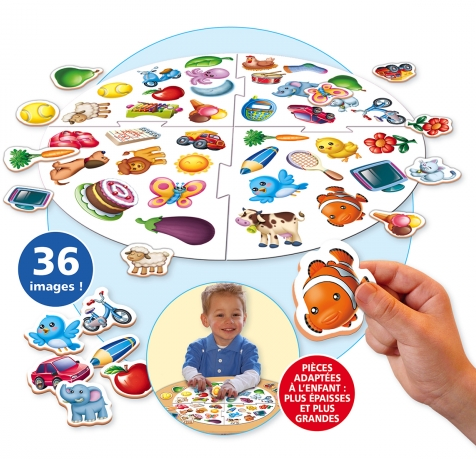 36
images !
PIÈCES
ADAPTÉES
À L'ENFANT :
PLUS ÉPAISSES
ET PLUS
GRANDES